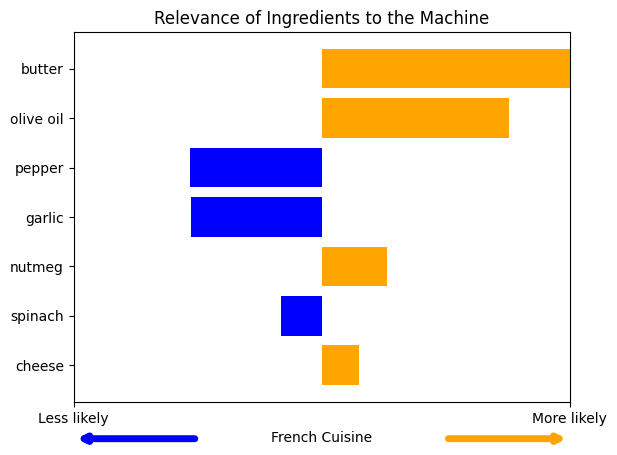 Relevance of Ingredients to the Machine
butter
olive oil
pepper
garlic
nutmeg
spinach
cheese
Less likely
More likely
French Cuisine